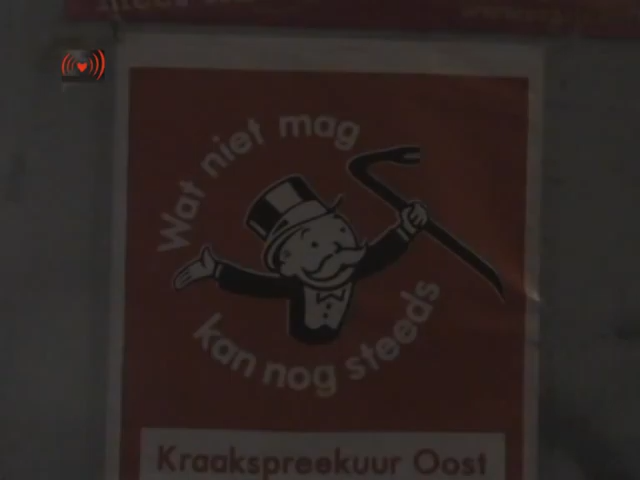 Wat niet mag
kan nog steeds
Kraakspreekuur Oost